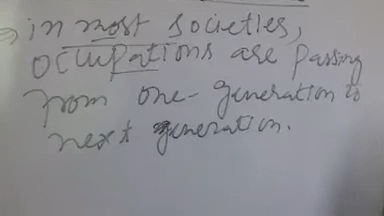 ⇒ in most societies,
occupations are passing
from one-generation to
next generation.